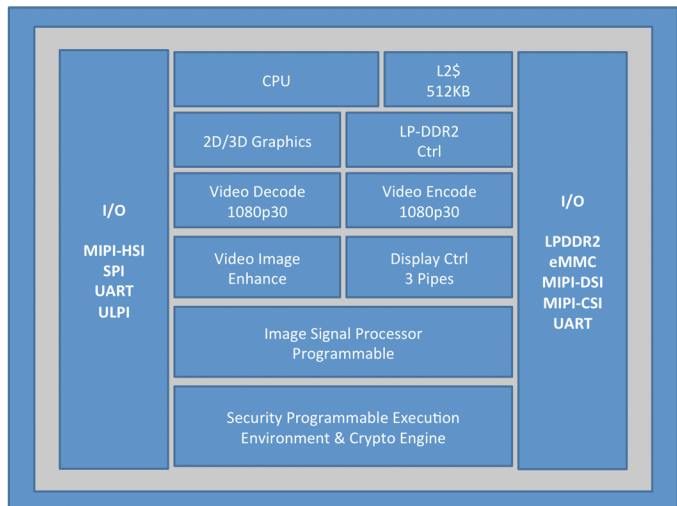 CPU
L2$
512KB
2D/3D Graphics
LP-DDR2
Ctrl
Video Decode
1080p30
Video Encode
1080p30
I/O
MIPI-HSI
SPI
UART
ULPI
Video Image
Enhance
Display Ctrl
3 Pipes
I/O
LPDDR2
eMMC
MIPI-DSI
MIPI-CSI
UART
Image Signal Processor
Programmable
Security Programmable Execution
Environment & Crypto Engine